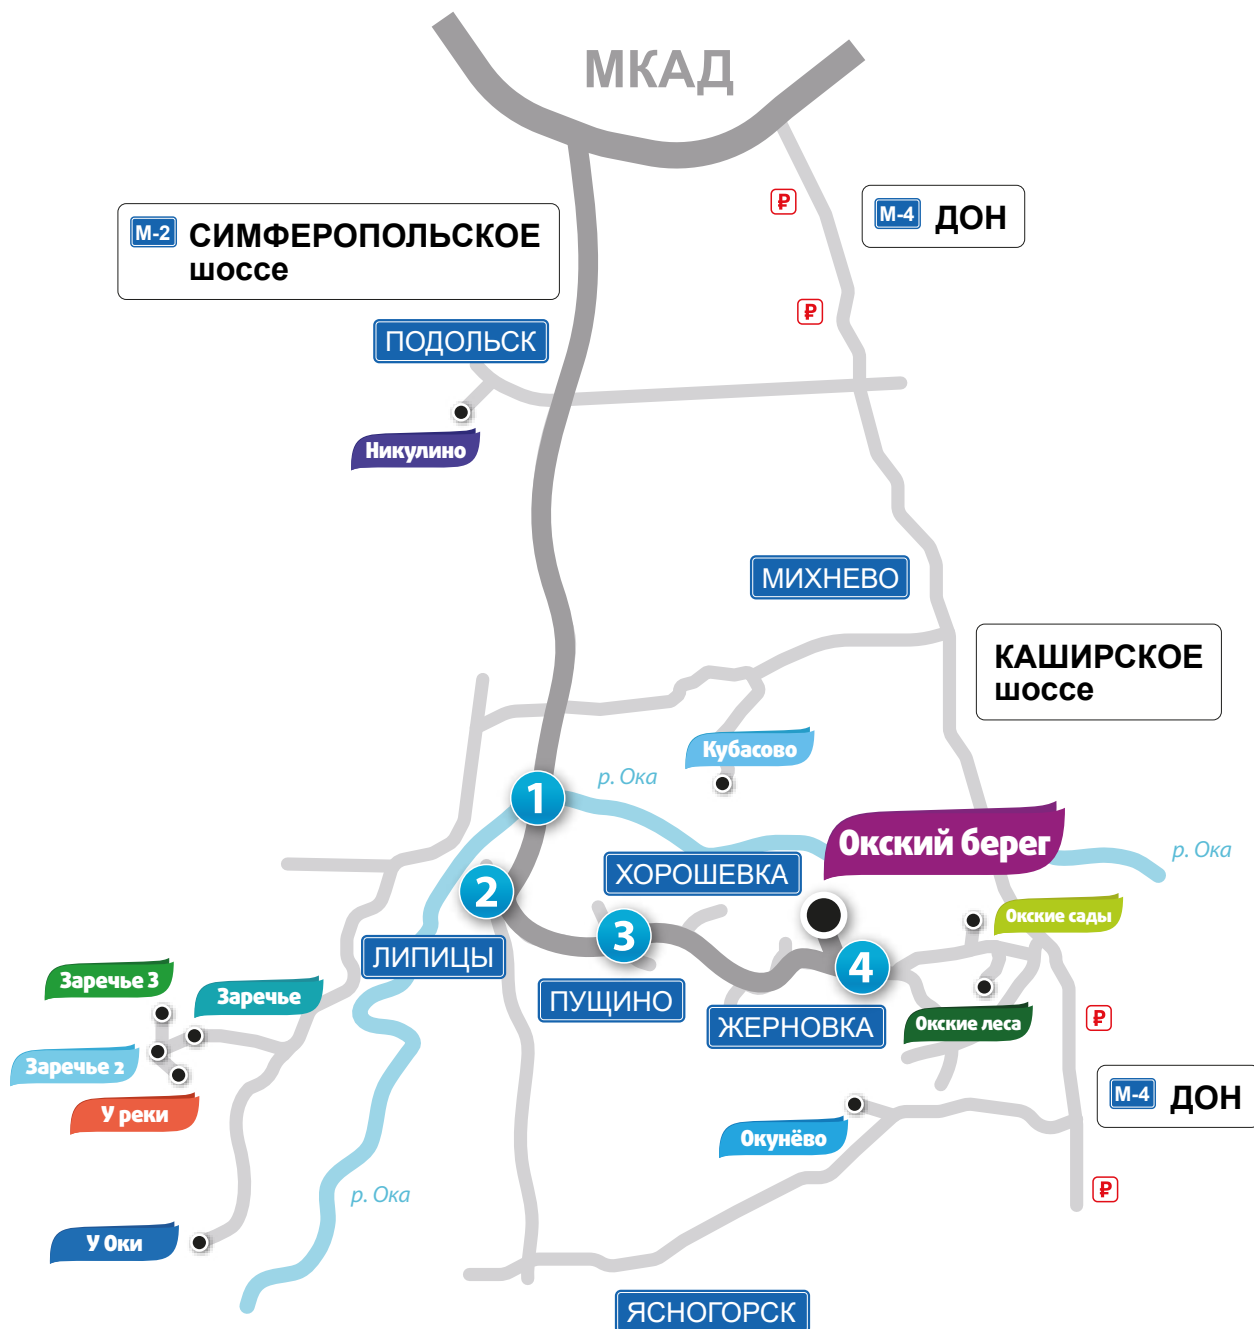 МКАД
₽
М-4 ДОН
М-2 СИМФЕРОПОЛЬСКОЕ
шоссе
₽
ПОДОЛЬСК
Никулино
МИХНЕВО
КАШИРСКОЕ
шоссе
Кубасово
р. Ока
1
Окский берег
р. Ока
ХОРОШЕВКА
2
Окские сады
3
ЛИПИЦЫ
4
Заречье 3
Заречье
ПУЩИНО
ЖЕРНОВКА
Окские леса
₽
Заречье 2
У реки
М-4 ДОН
Окунёво
р. Ока
₽
У Оки
ЯСНОГОРСК